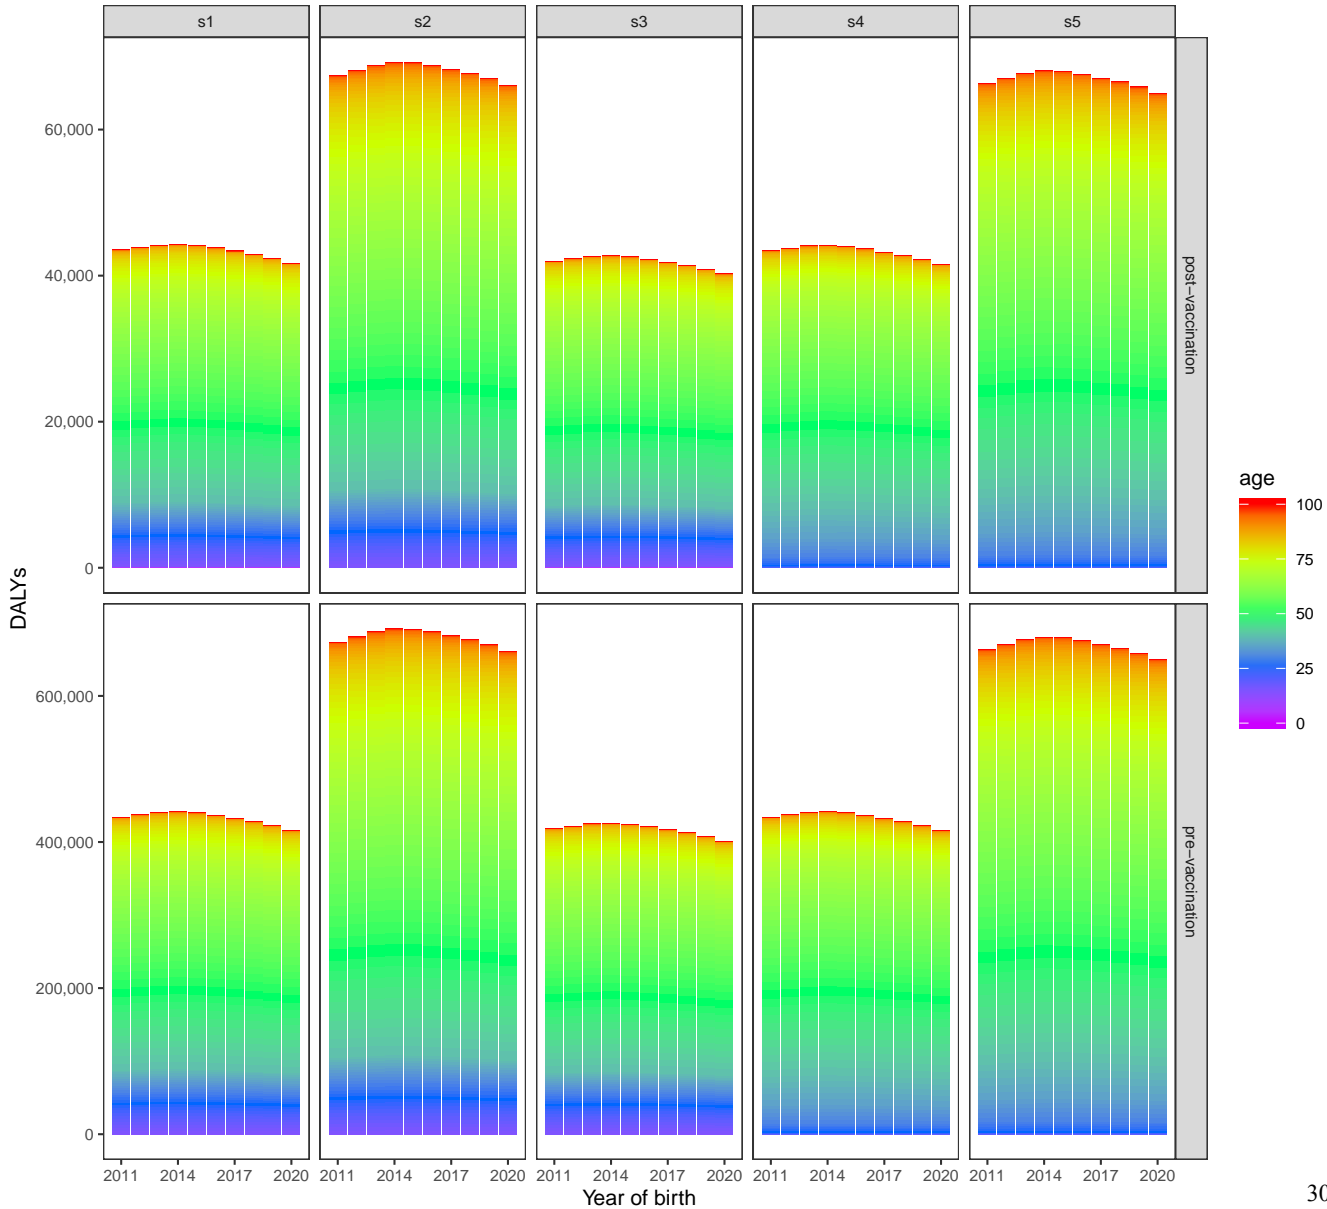 s1 s2 s3 s4 s5
60,000
40,000
20,000
0
post−vaccination
DALYs
600,000
400,000
200,000
0
pre−vaccination
2011 2014 2017 2020 2011 2014 2017 2020 2011 2014 2017 2020 2011 2014 2017 2020 2011 2014 2017 2020
Year of birth
age
100
75
50
25
0
30